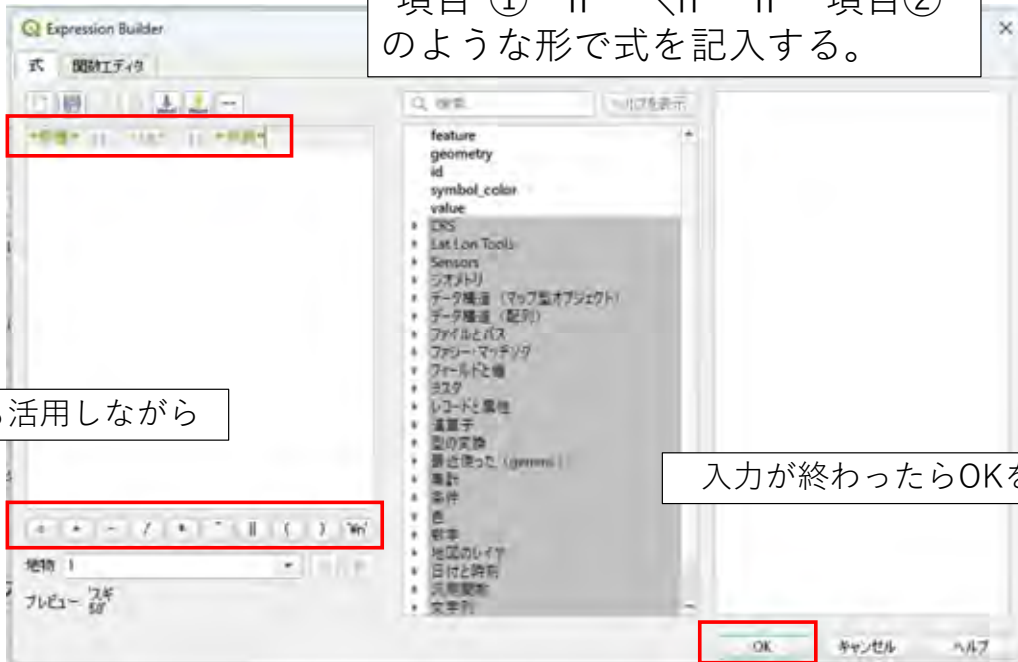 項目 ① || \n || 項目②
のような形で式を記入する。
Expression Builder
式 関数エディタ
検索 ヘルプを表示
feature
geometry
id
symbol_color
value
CRS
Lat Lon Tools
Sensors
ジオメトリ
データ構造（マップ型オブジェクト）
データ構造（配列）
ファイルとパス
ファジー・マッチング
フィールドと値
ラスタ
レコードと属性
演算子
型の変換
最近使った (generic)
集計
条件
色
数学
地図のレイヤ
日付と時刻
汎用関数
文字列
活用しながら
入力が終わったらOKを
= + - / * ^ || ( ) '\n'
地物 1
プレビュー 'スギ
OK キャンセル ヘルプ